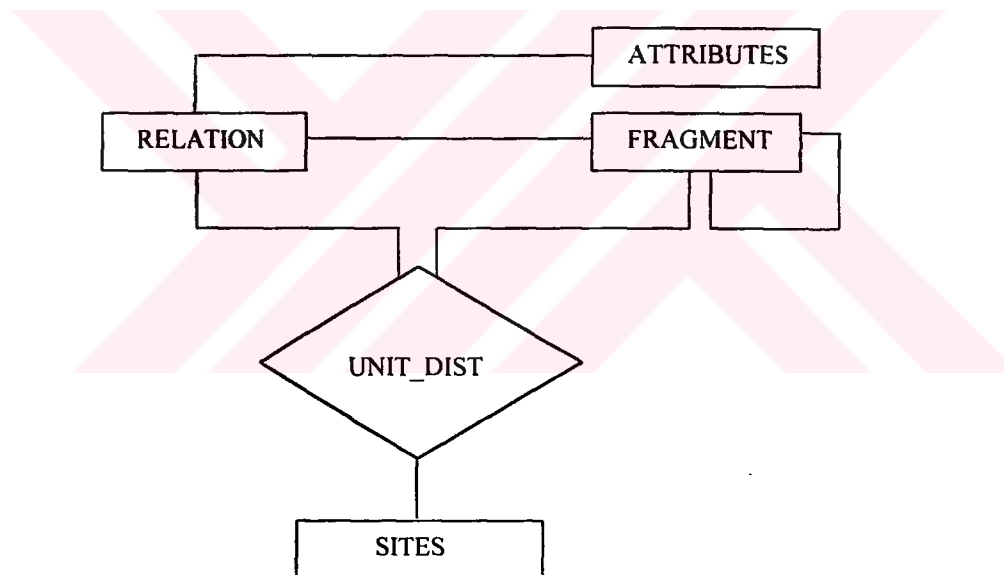 ATTRIBUTES
RELATION
FRAGMENT
UNIT_DIST
SITES